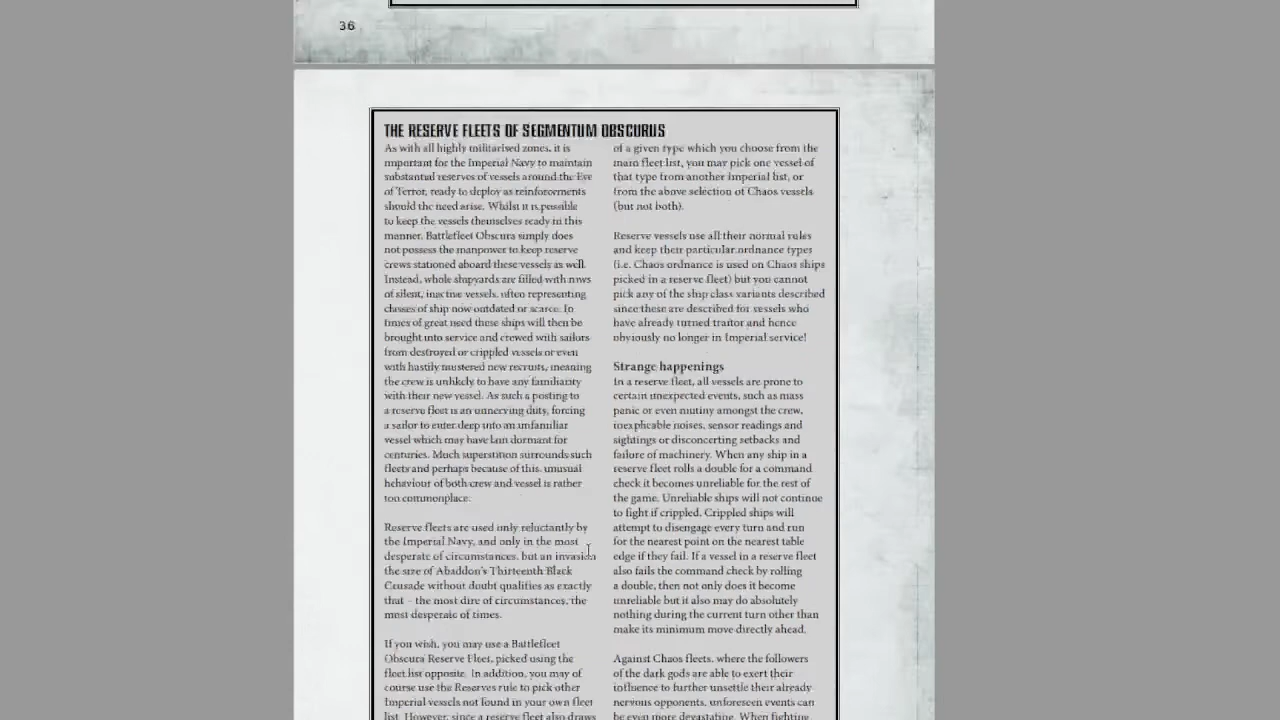 36
THE RESERVE FLEETS OF SEGMENTUM OBSCURUS
As with all highly militarised zones, it is
important for the Imperial Navy to maintain
substantial reserves of vessels around the Eye
of Terror, ready to deploy as reinforcements
should the need arise. Whilst it is possible
to keep the vessels themselves ready in this
manner, Battlefleet Obscura simply does
not possess the manpower to keep reserve
crews stationed aboard these vessels as well.
Instead, whole shipyards are filled with rows
of silent, inactive vessels, often representing
classes of ship now outdated or scarce. In
times of great need these ships will then be
brought into service and crewed with sailors
from destroyed or crippled vessels or even
with hastily mustered new recruits, meaning
the crew is unlikely to have any familiarity
with their new vessel. As such a posting to
a reserve fleet is an unnerving duty, forcing
a sailor to enter deep into an unfamiliar
vessel which may have lain dormant for
centuries. Much superstition surrounds such
fleets and perhaps because of this, unusual
behaviour of both crew and vessel is rather
too commonplace.
Reserve fleets are used only reluctantly by
the Imperial Navy, and only in the most
desperate of circumstances, but an invasion
the size of Abaddon's Thirteenth Black
Crusade without doubt qualifies as exactly
that – the most dire of circumstances, the
most desperate of times.
If you wish, you may use a Battlefleet
Obscura Reserve Fleet, picked using the
fleet list opposite. In addition, you may of
course use the Reserves rule to pick other
Imperial vessels not found in your own fleet
list. However, since a reserve fleet also draws
of a given type which you choose from the
main fleet list, you may pick one vessel of
that type from another Imperial list, or
from the above selection of Chaos vessels
(but not both).
Reserve vessels use all their normal rules
and keep their particular ordnance types
(i.e. Chaos ordnance is used on Chaos ships
picked in a reserve fleet) but you cannot
pick any of the ship class variants described
since these are described for vessels who
have already turned traitor and hence
obviously no longer in Imperial service!
Strange happenings
In a reserve fleet, all vessels are prone to
certain unexpected events, such as mass
panic or even mutiny amongst the crew,
inexplicable noises, sensor readings and
sightings or disconcerting setbacks and
failure of machinery. When any ship in a
reserve fleet rolls a double for a command
check it becomes unreliable for the rest of
the game. Unreliable ships will not continue
to fight if crippled. Crippled ships will
attempt to disengage every turn and run
for the nearest point on the nearest table
edge if they fail. If a vessel in a reserve fleet
also fails the command check by rolling
a double, then not only does it become
unreliable but it also may do absolutely
nothing during the current turn other than
make its minimum move directly ahead.
Against Chaos fleets, where the followers
of the dark gods are able to exert their
influence to further unsettle their already
nervous opponents, unforeseen events can
be even more devastating. When fighting